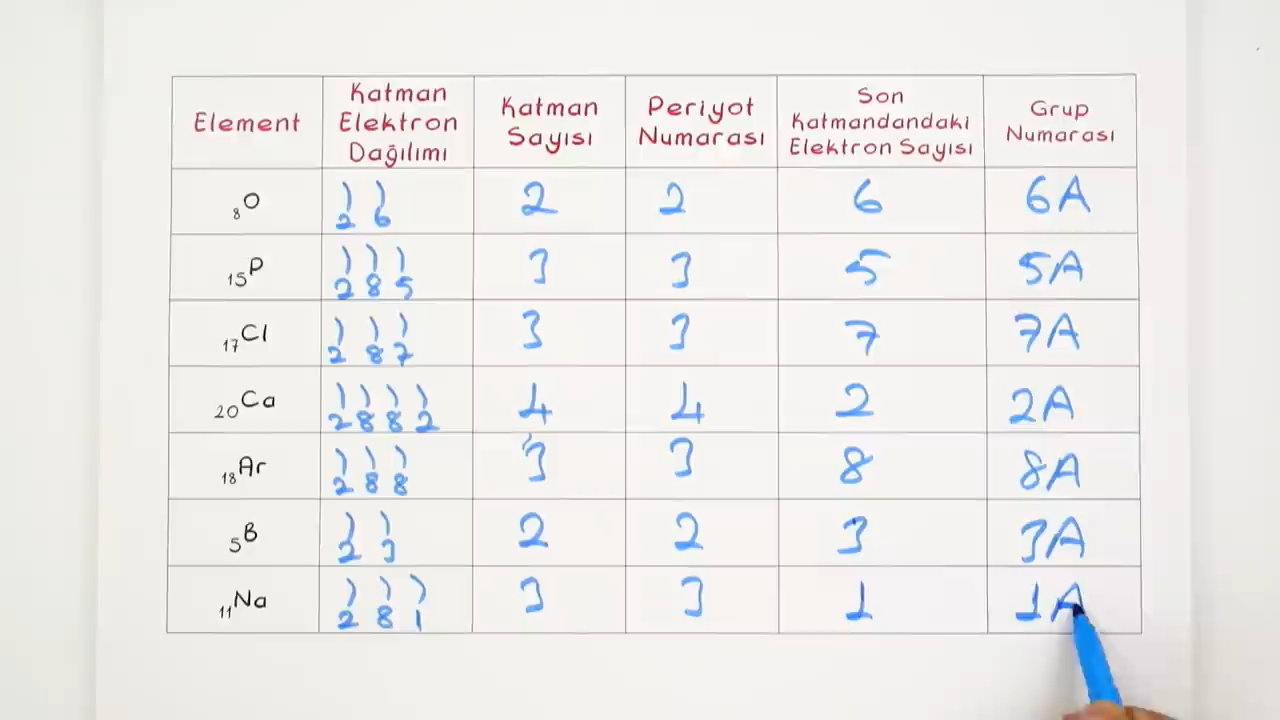 Element
Katman
Elektron
Dağılımı
Katman
Sayısı
Periyot
Numarası
Son
Katmandandaki
Elektron Sayısı
Grup
Numarası
8O
2 6
2
2
6
6A
15P
2 8 5
3
3
5
5A
17Cl
2 8 7
3
3
7
7A
20Ca
2 8 8 2
4
4
2
2A
18Ar
2 8 8
3
3
8
8A
5B
2 3
2
2
3
3A
11Na
2 8 1
3
3
1
1A